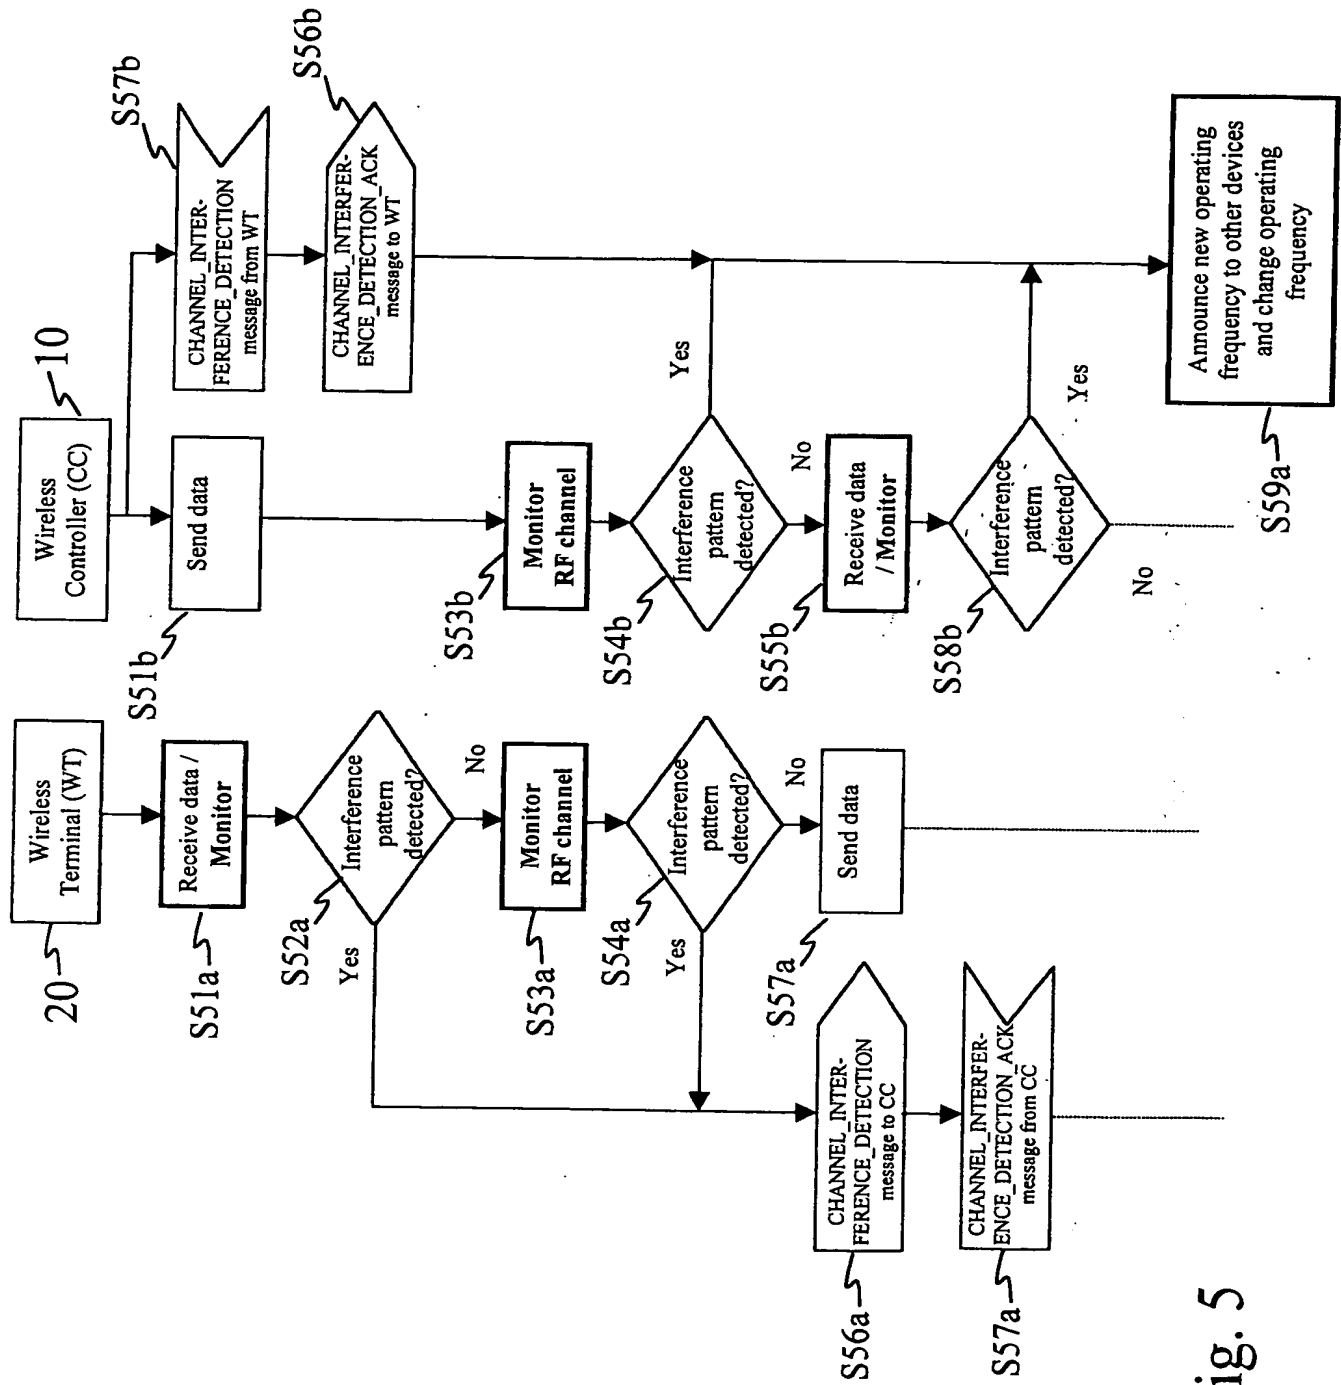 20
Wireless
Terminal (WT)
S51a
Receive data /
Monitor
S52a
Interference
pattern
detected?
Yes
No
S53a
Monitor
RF channel
S54a
Interference
pattern
detected?
Yes
No
S57a
Send data
S56a
CHANNEL_INTER-
FERENCE_DETECTION
message to CC
S57a
CHANNEL_INTERFER-
ENCE_DETECTION_ACK
message from CC
10
Wireless
Controller (CC)
S51b
Send data
S57b
CHANNEL_INTER-
FERENCE_DETECTION
message from WT
S56b
CHANNEL_INTERFER-
ENCE_DETECTION_ACK
message to WT
S53b
Monitor
RF channel
S54b
Interference
pattern
detected?
Yes
No
S55b
Receive data
/ Monitor
S58b
Interference
pattern
detected?
Yes
No
S59a
Announce new operating
frequency to other devices
and change operating
frequency
ig. 5